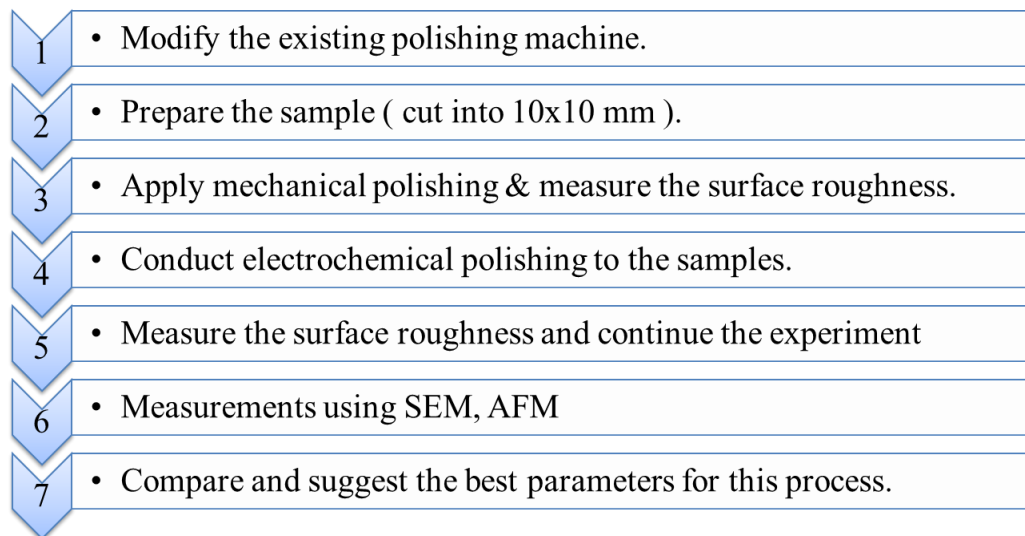 1 • Modify the existing polishing machine.
2 • Prepare the sample ( cut into 10x10 mm ).
3 • Apply mechanical polishing & measure the surface roughness.
4 • Conduct electrochemical polishing to the samples.
5 • Measure the surface roughness and continue the experiment
6 • Measurements using SEM, AFM
7 • Compare and suggest the best parameters for this process.